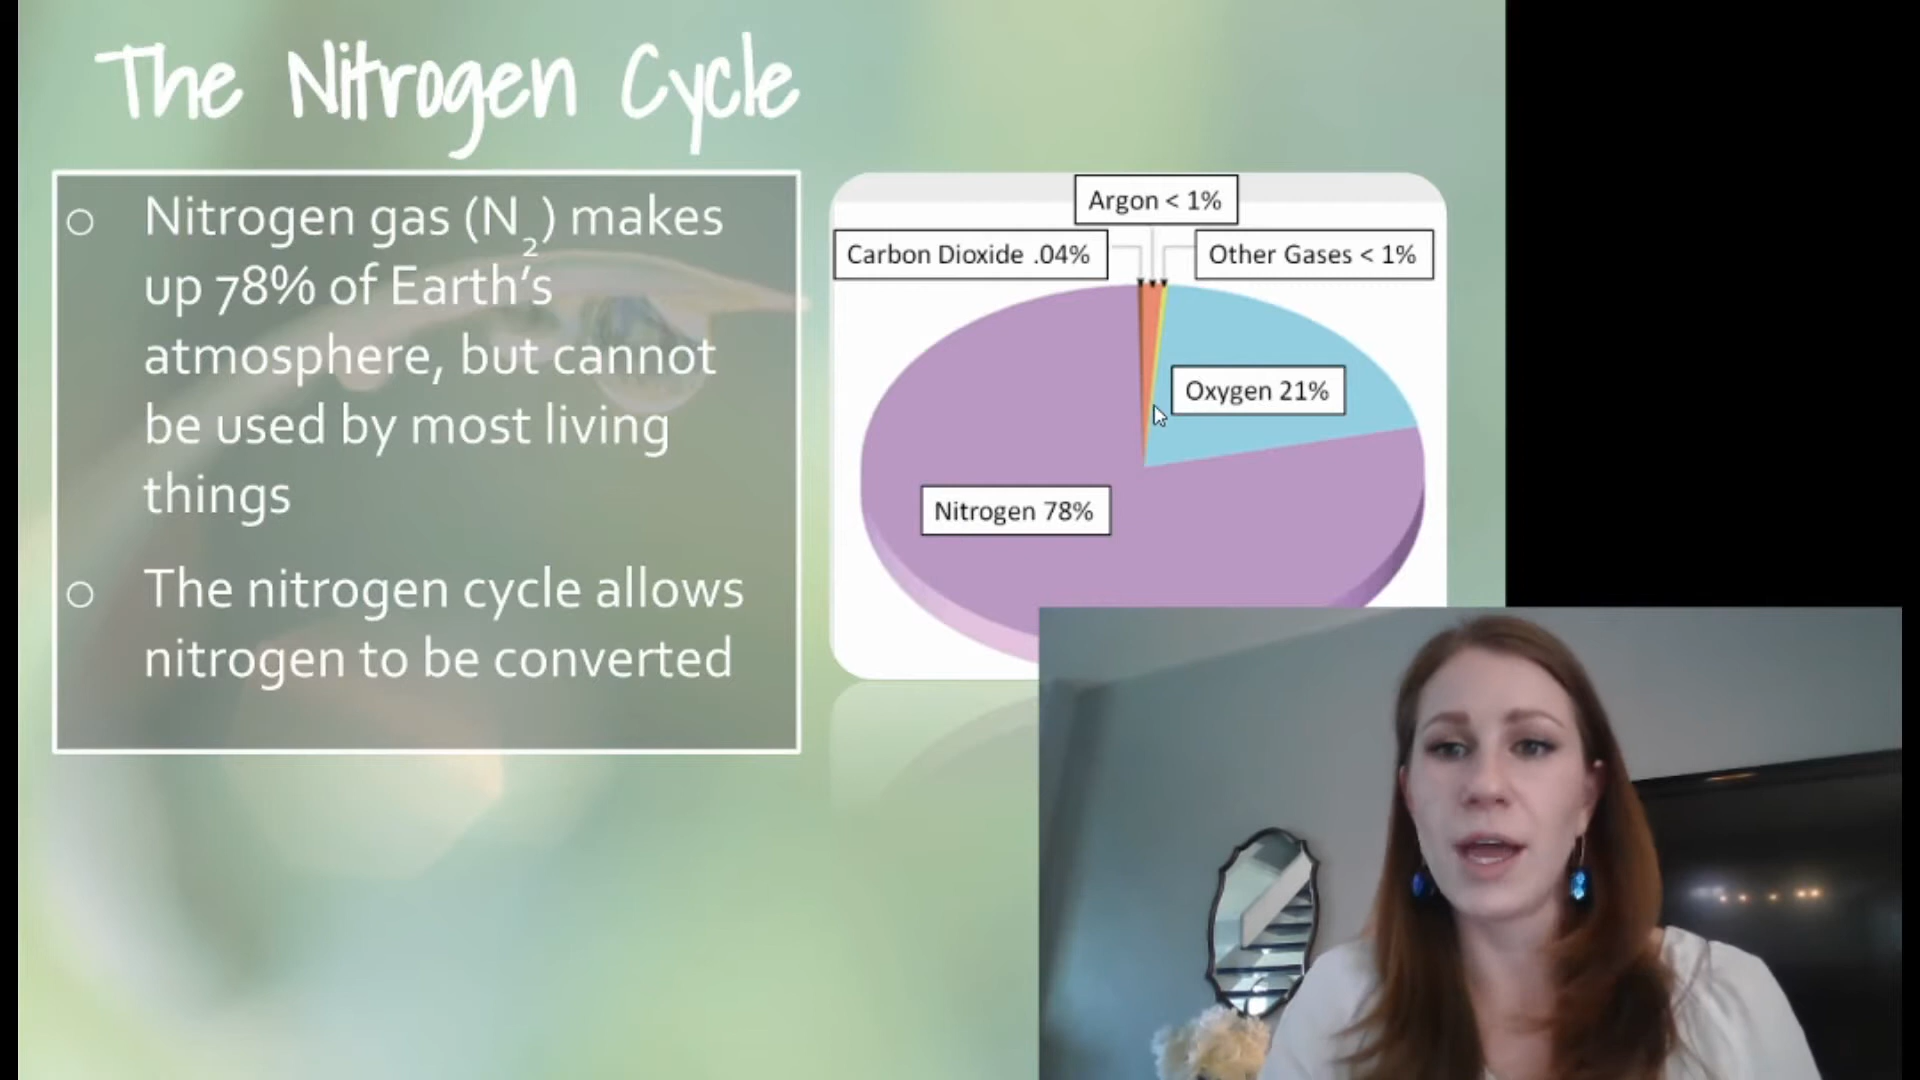 The Nitrogen Cycle
○ Nitrogen gas (N₂) makes
up 78% of Earth's
atmosphere, but cannot
be used by most living
things
○ The nitrogen cycle allows
nitrogen to be converted
Argon < 1%
Carbon Dioxide .04%
Other Gases < 1%
Oxygen 21%
Nitrogen 78%